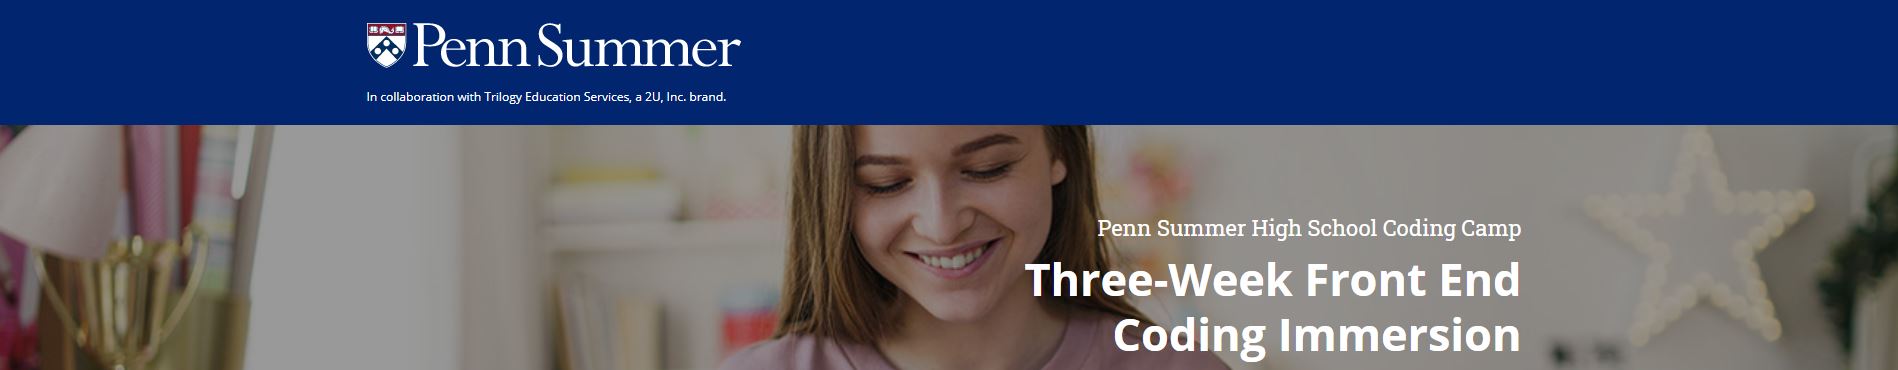 Penn Summer
In collaboration with Trilogy Education Services, a 2U, Inc. brand.
Penn Summer High School Coding Camp
Three-Week Front End
Coding Immersion